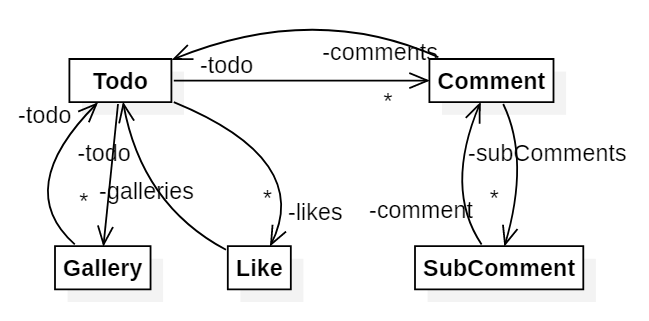 -comments
-todo
Todo
Comment
*
-todo
-todo
-subComments
* -galleries
*
*
-likes
-comment
Gallery
Like
SubComment